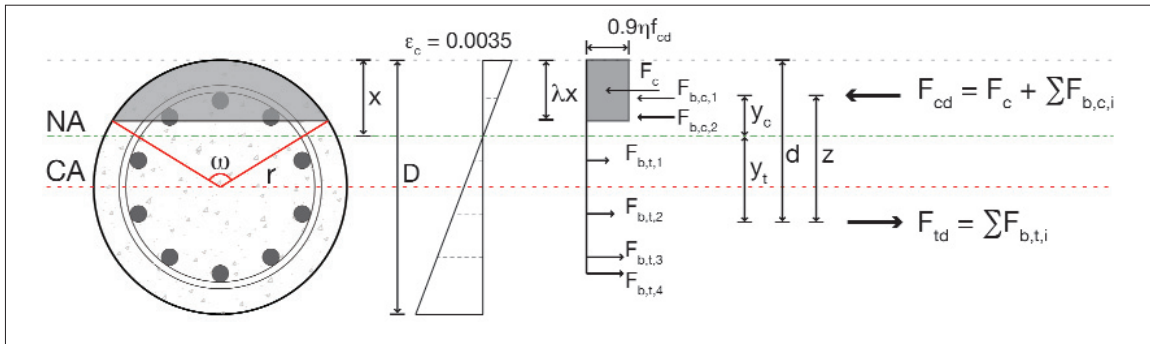 0.9ηf_cd
ε_c = 0.0035
F_c
F_b,c,1
F_b,c,2
x
λx
y_c
F_cd = F_c + ∑F_b,c,i
NA
CA
ω
r
D
F_b,t,1
y_t
d
z
F_b,t,2
F_td = ∑F_b,t,i
F_b,t,3
F_b,t,4